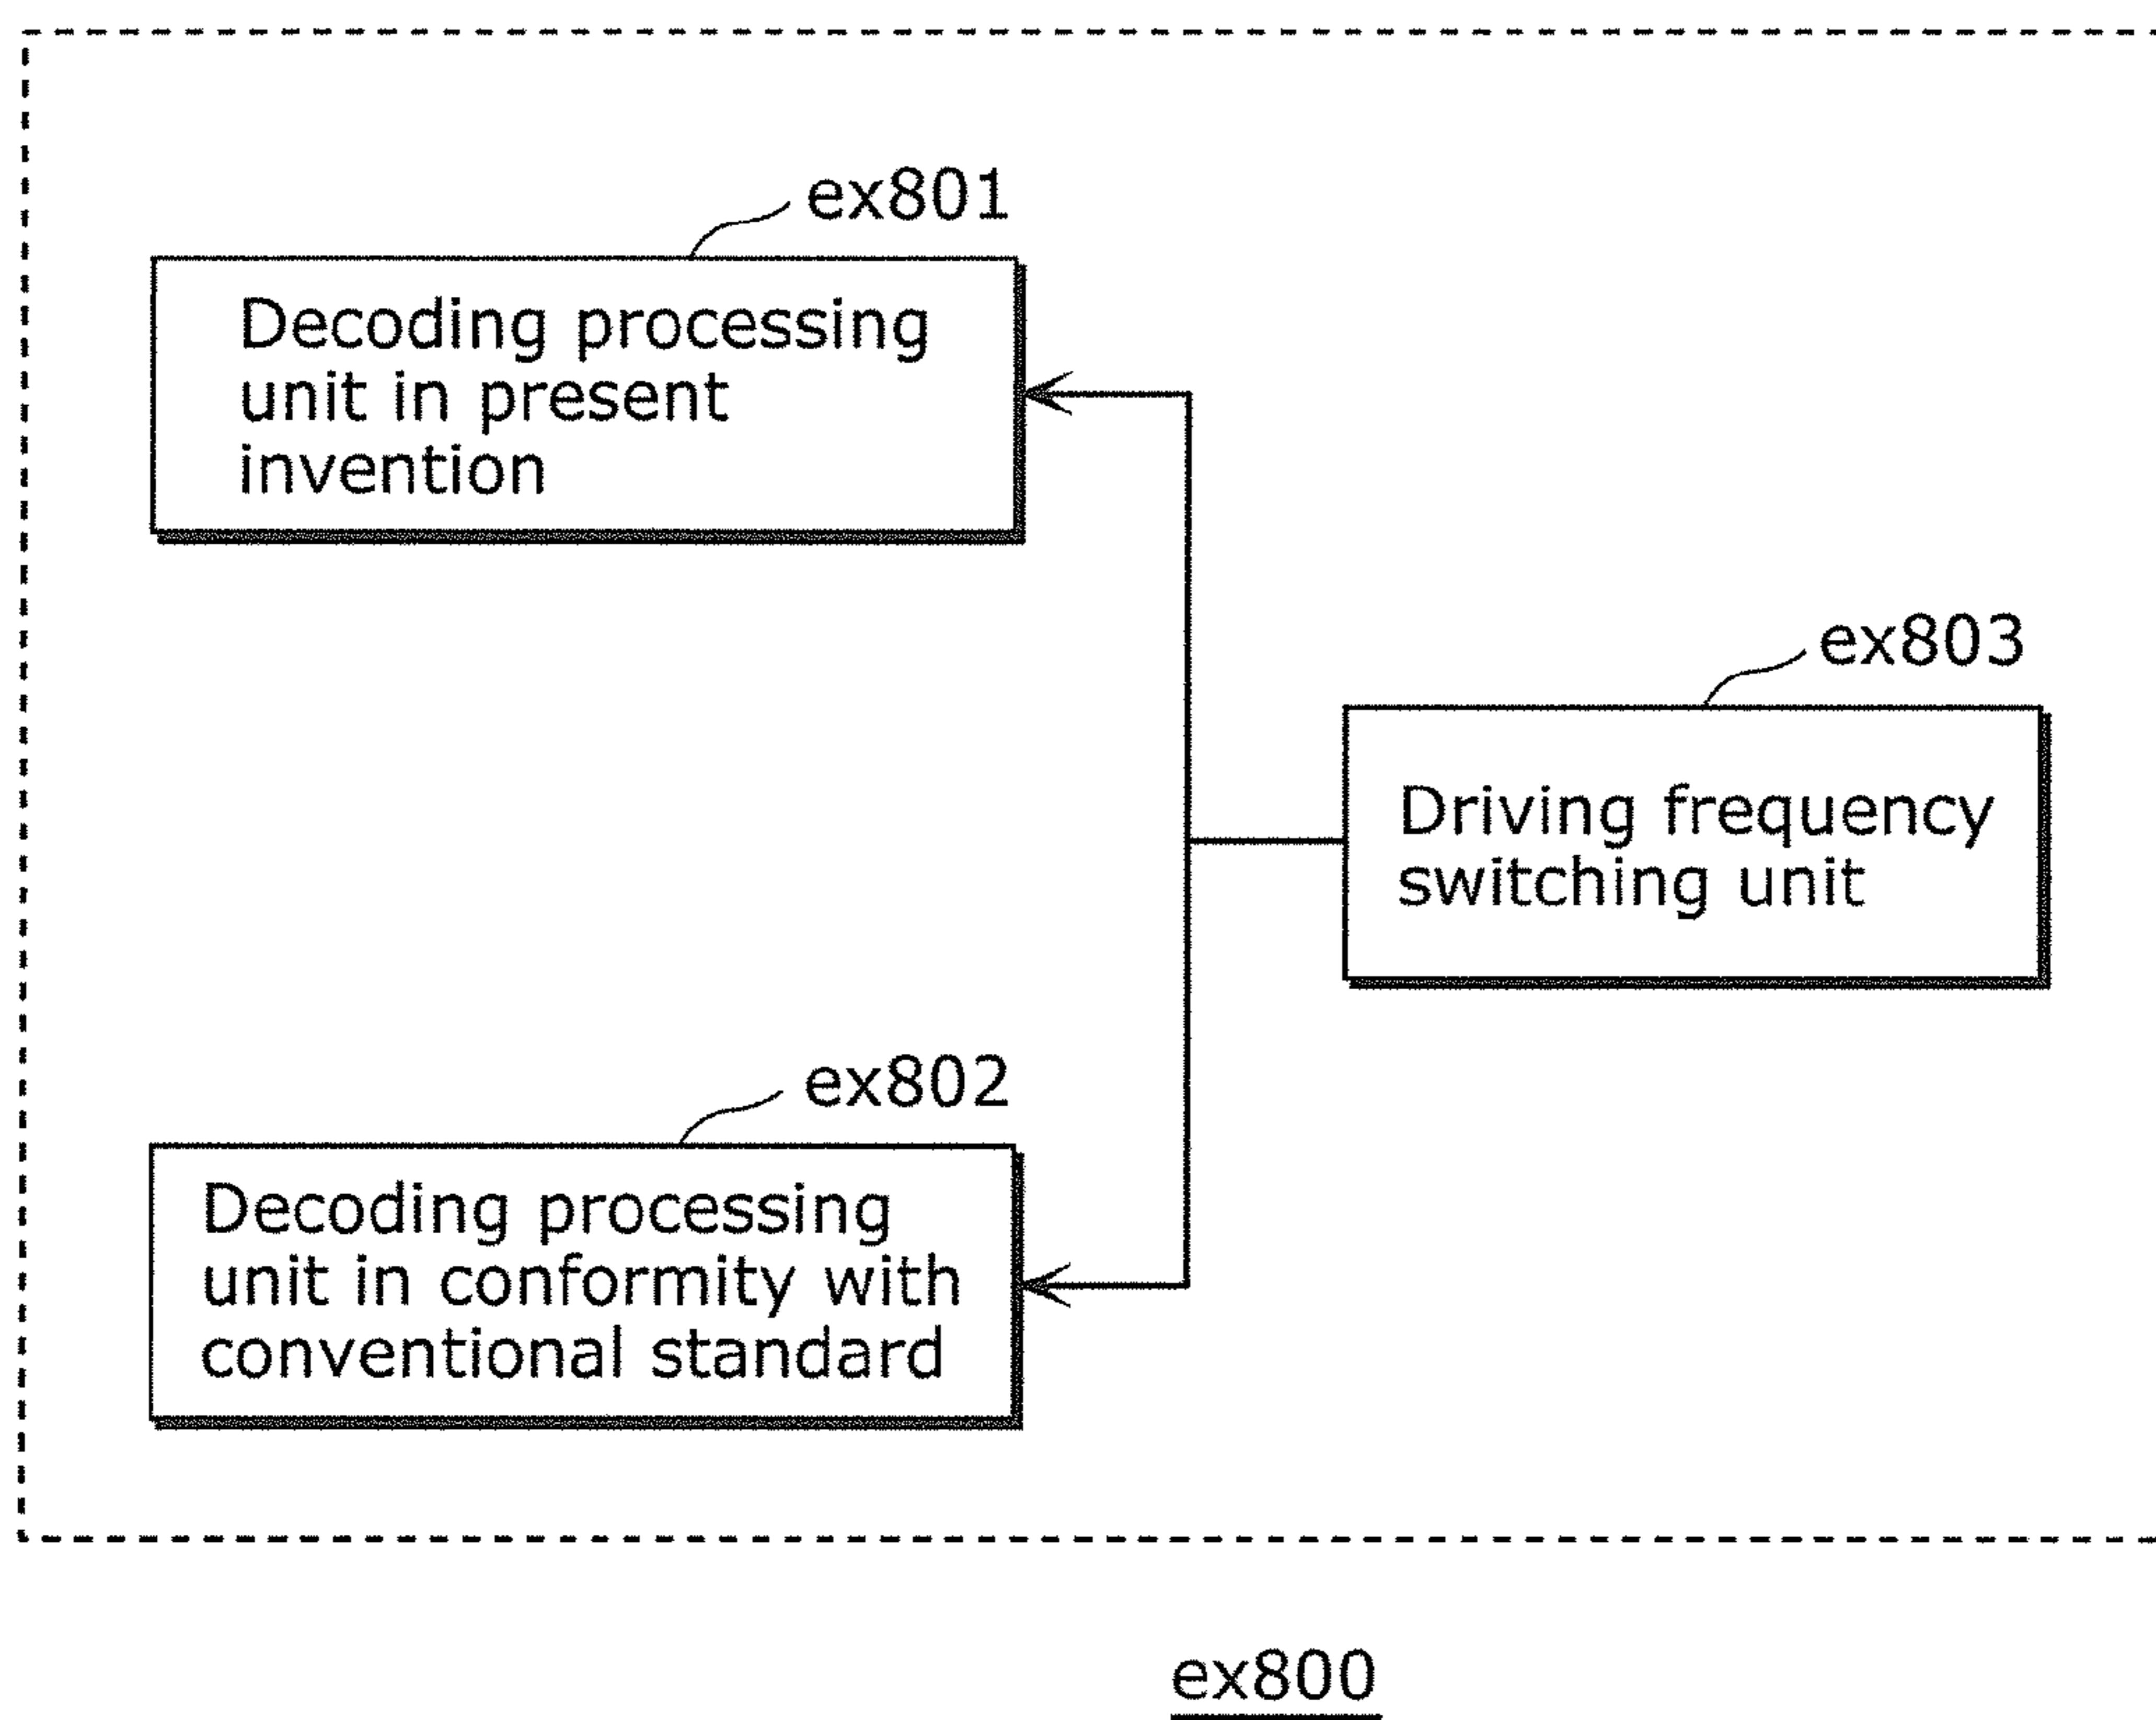 ex801
Decoding processing
unit in present
invention
ex803
Driving frequency
switching unit
ex802
Decoding processing
unit in conformity with
conventional standard
ex800